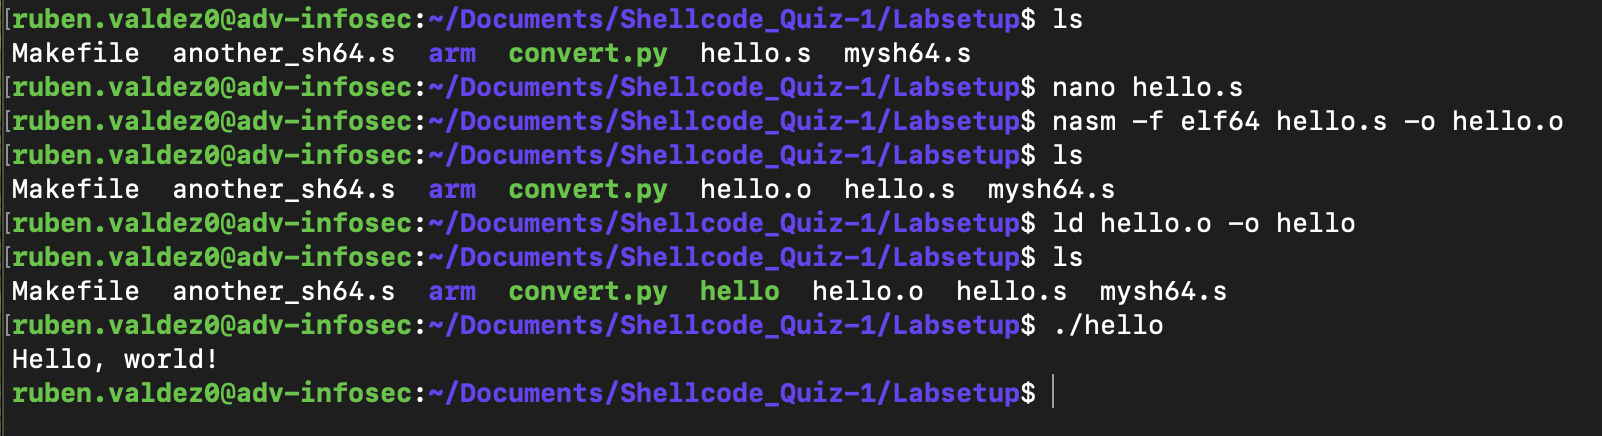 [ruben.valdez0@adv-infosec:~/Documents/Shellcode_Quiz-1/Labsetup$ ls
Makefile  another_sh64.s  arm  convert.py  hello.s  mysh64.s
[ruben.valdez0@adv-infosec:~/Documents/Shellcode_Quiz-1/Labsetup$ nano hello.s
[ruben.valdez0@adv-infosec:~/Documents/Shellcode_Quiz-1/Labsetup$ nasm -f elf64 hello.s -o hello.o
[ruben.valdez0@adv-infosec:~/Documents/Shellcode_Quiz-1/Labsetup$ ls
Makefile  another_sh64.s  arm  convert.py  hello.o  hello.s  mysh64.s
[ruben.valdez0@adv-infosec:~/Documents/Shellcode_Quiz-1/Labsetup$ ld hello.o -o hello
[ruben.valdez0@adv-infosec:~/Documents/Shellcode_Quiz-1/Labsetup$ ls
Makefile  another_sh64.s  arm  convert.py  hello  hello.o  hello.s  mysh64.s
[ruben.valdez0@adv-infosec:~/Documents/Shellcode_Quiz-1/Labsetup$ ./hello
Hello, world!
ruben.valdez0@adv-infosec:~/Documents/Shellcode_Quiz-1/Labsetup$